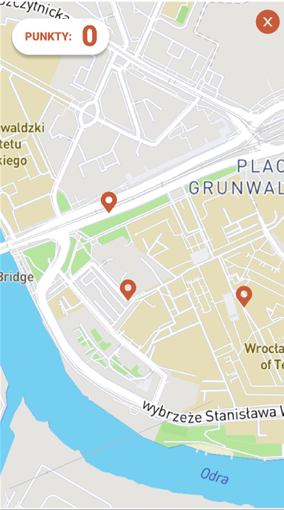 szczytnicka
PUNKTY: 0
waldzki
tetu
kiego
PLAC
GRUNWAL
Bridge
Wrocła
of Te
wybrzeże Stanisława W
Odra